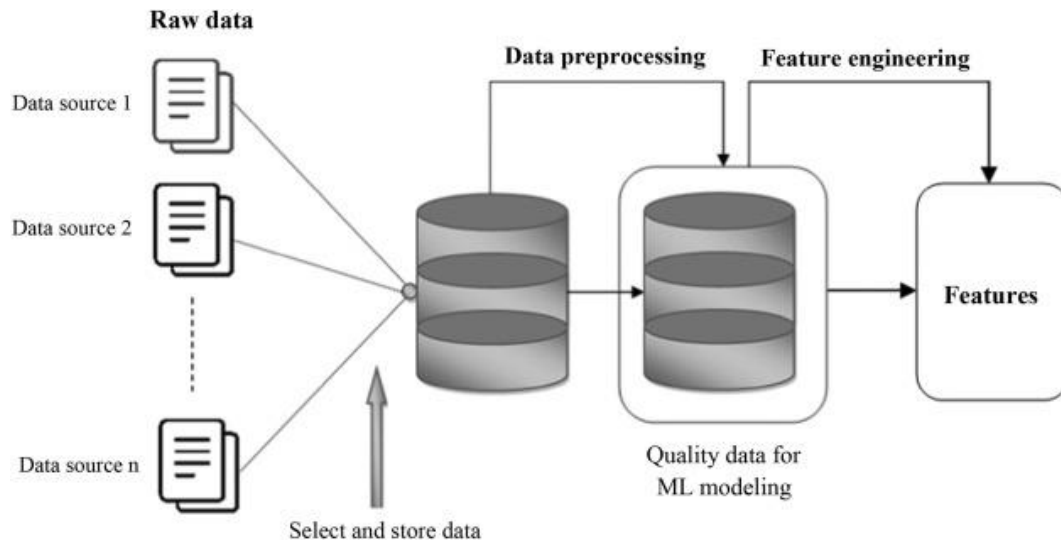 Raw data
Data source 1
Data source 2
Data source n
Select and store data
Data preprocessing
Feature engineering
Quality data for
ML modeling
Features